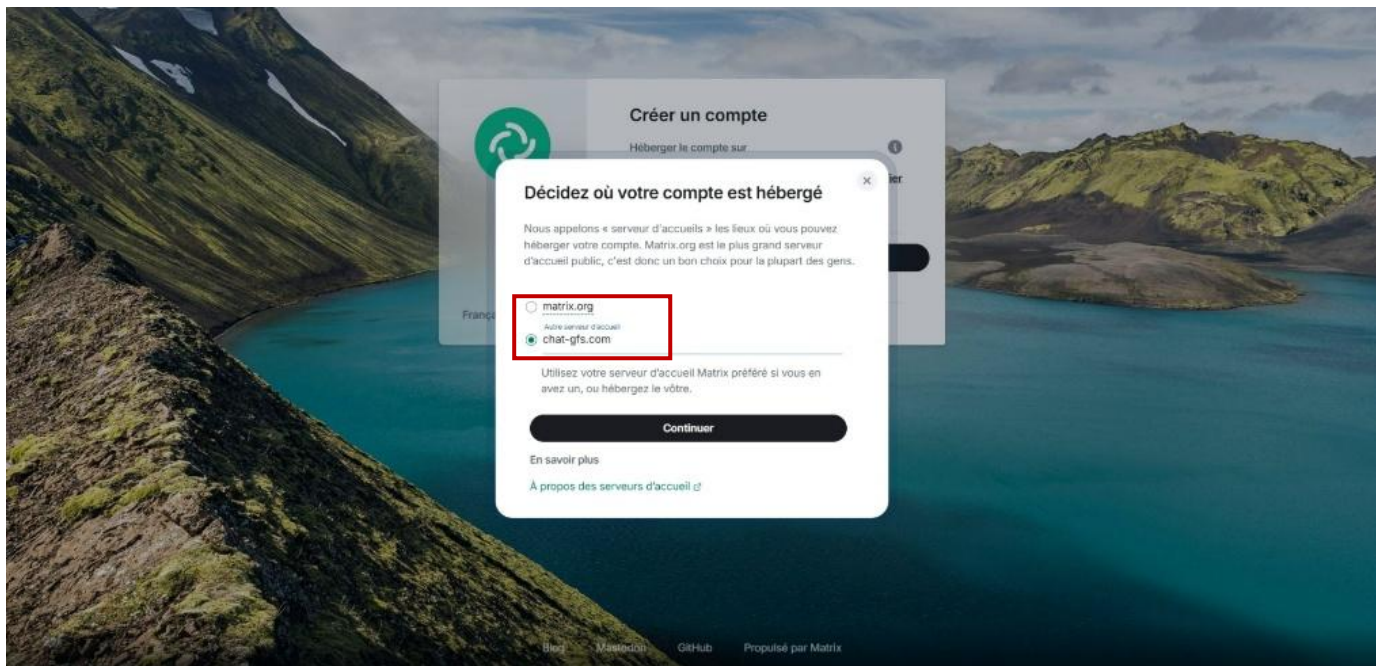 Créer un compte
Héberger le compte sur
ier
Décidez où votre compte est hébergé
Nous appelons « serveur d'accueils » les lieux où vous pouvez
héberger votre compte. Matrix.org est le plus grand serveur
d'accueil public, c'est donc un bon choix pour la plupart des gens.
França
matrix.org
Autre serveur d'accueil
chat-gfs.com
Utilisez votre serveur d'accueil Matrix préféré si vous en
avez un, ou hébergez le vôtre.
Continuer
En savoir plus
À propos des serveurs d'accueil
Blog Mastodon GitHub Propulsé par Matrix